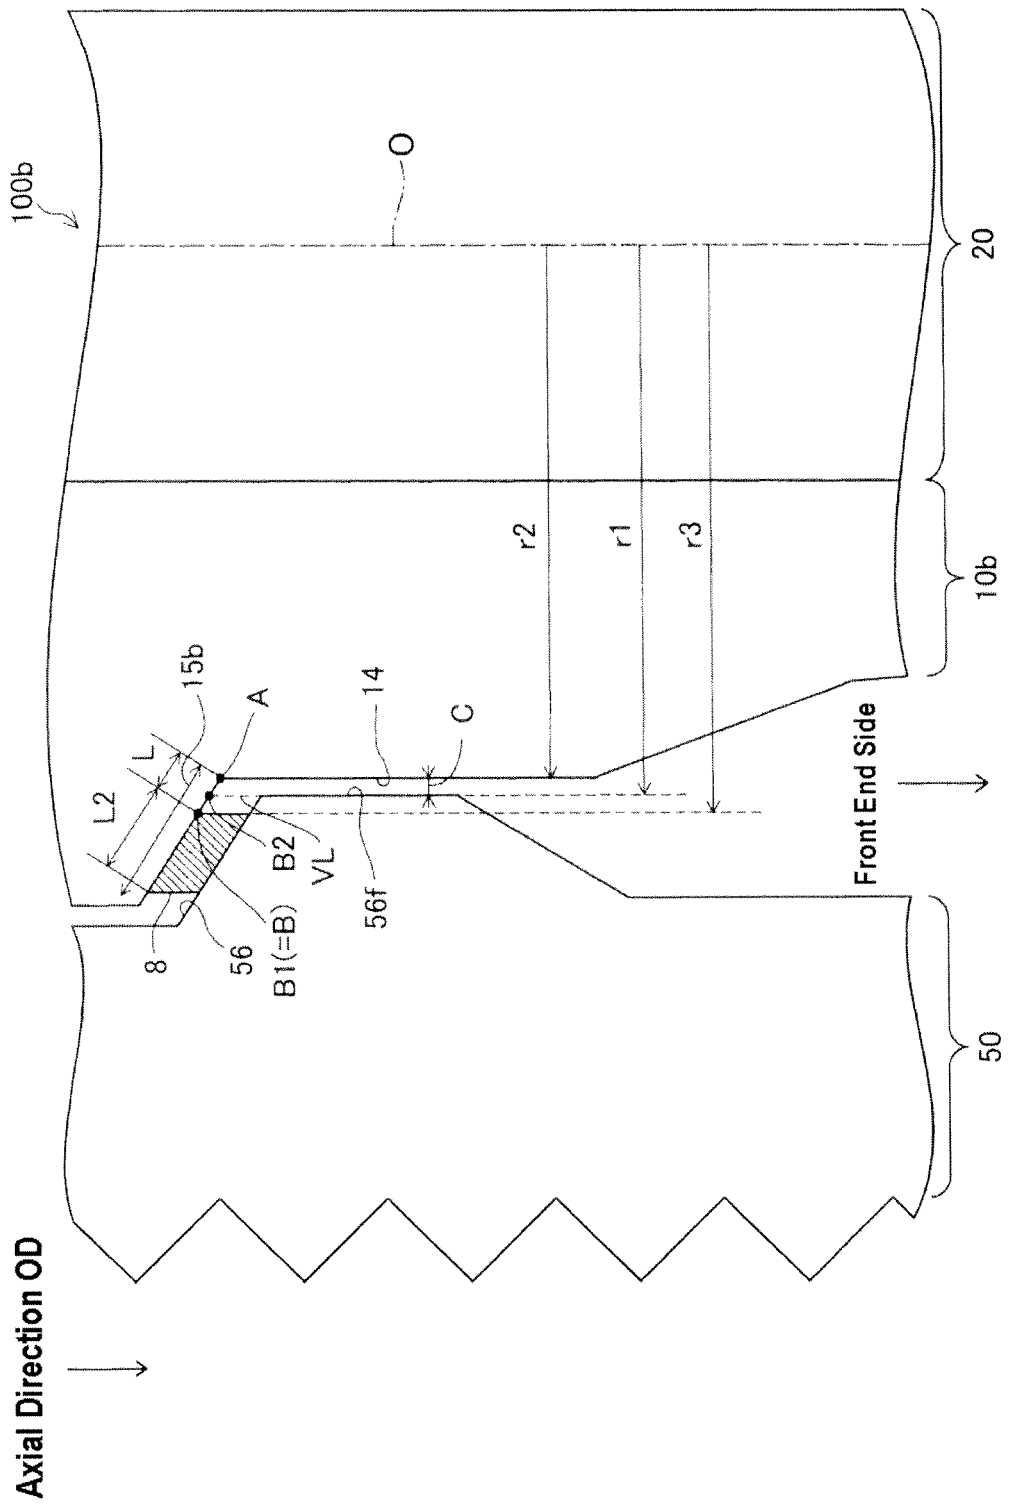 Axial Direction OD
100b
O
20
10b
r2
r1
r3
15b
A
L
L2
14
C
B2
VL
56f
8
56
B1(=B)
Front End Side
50